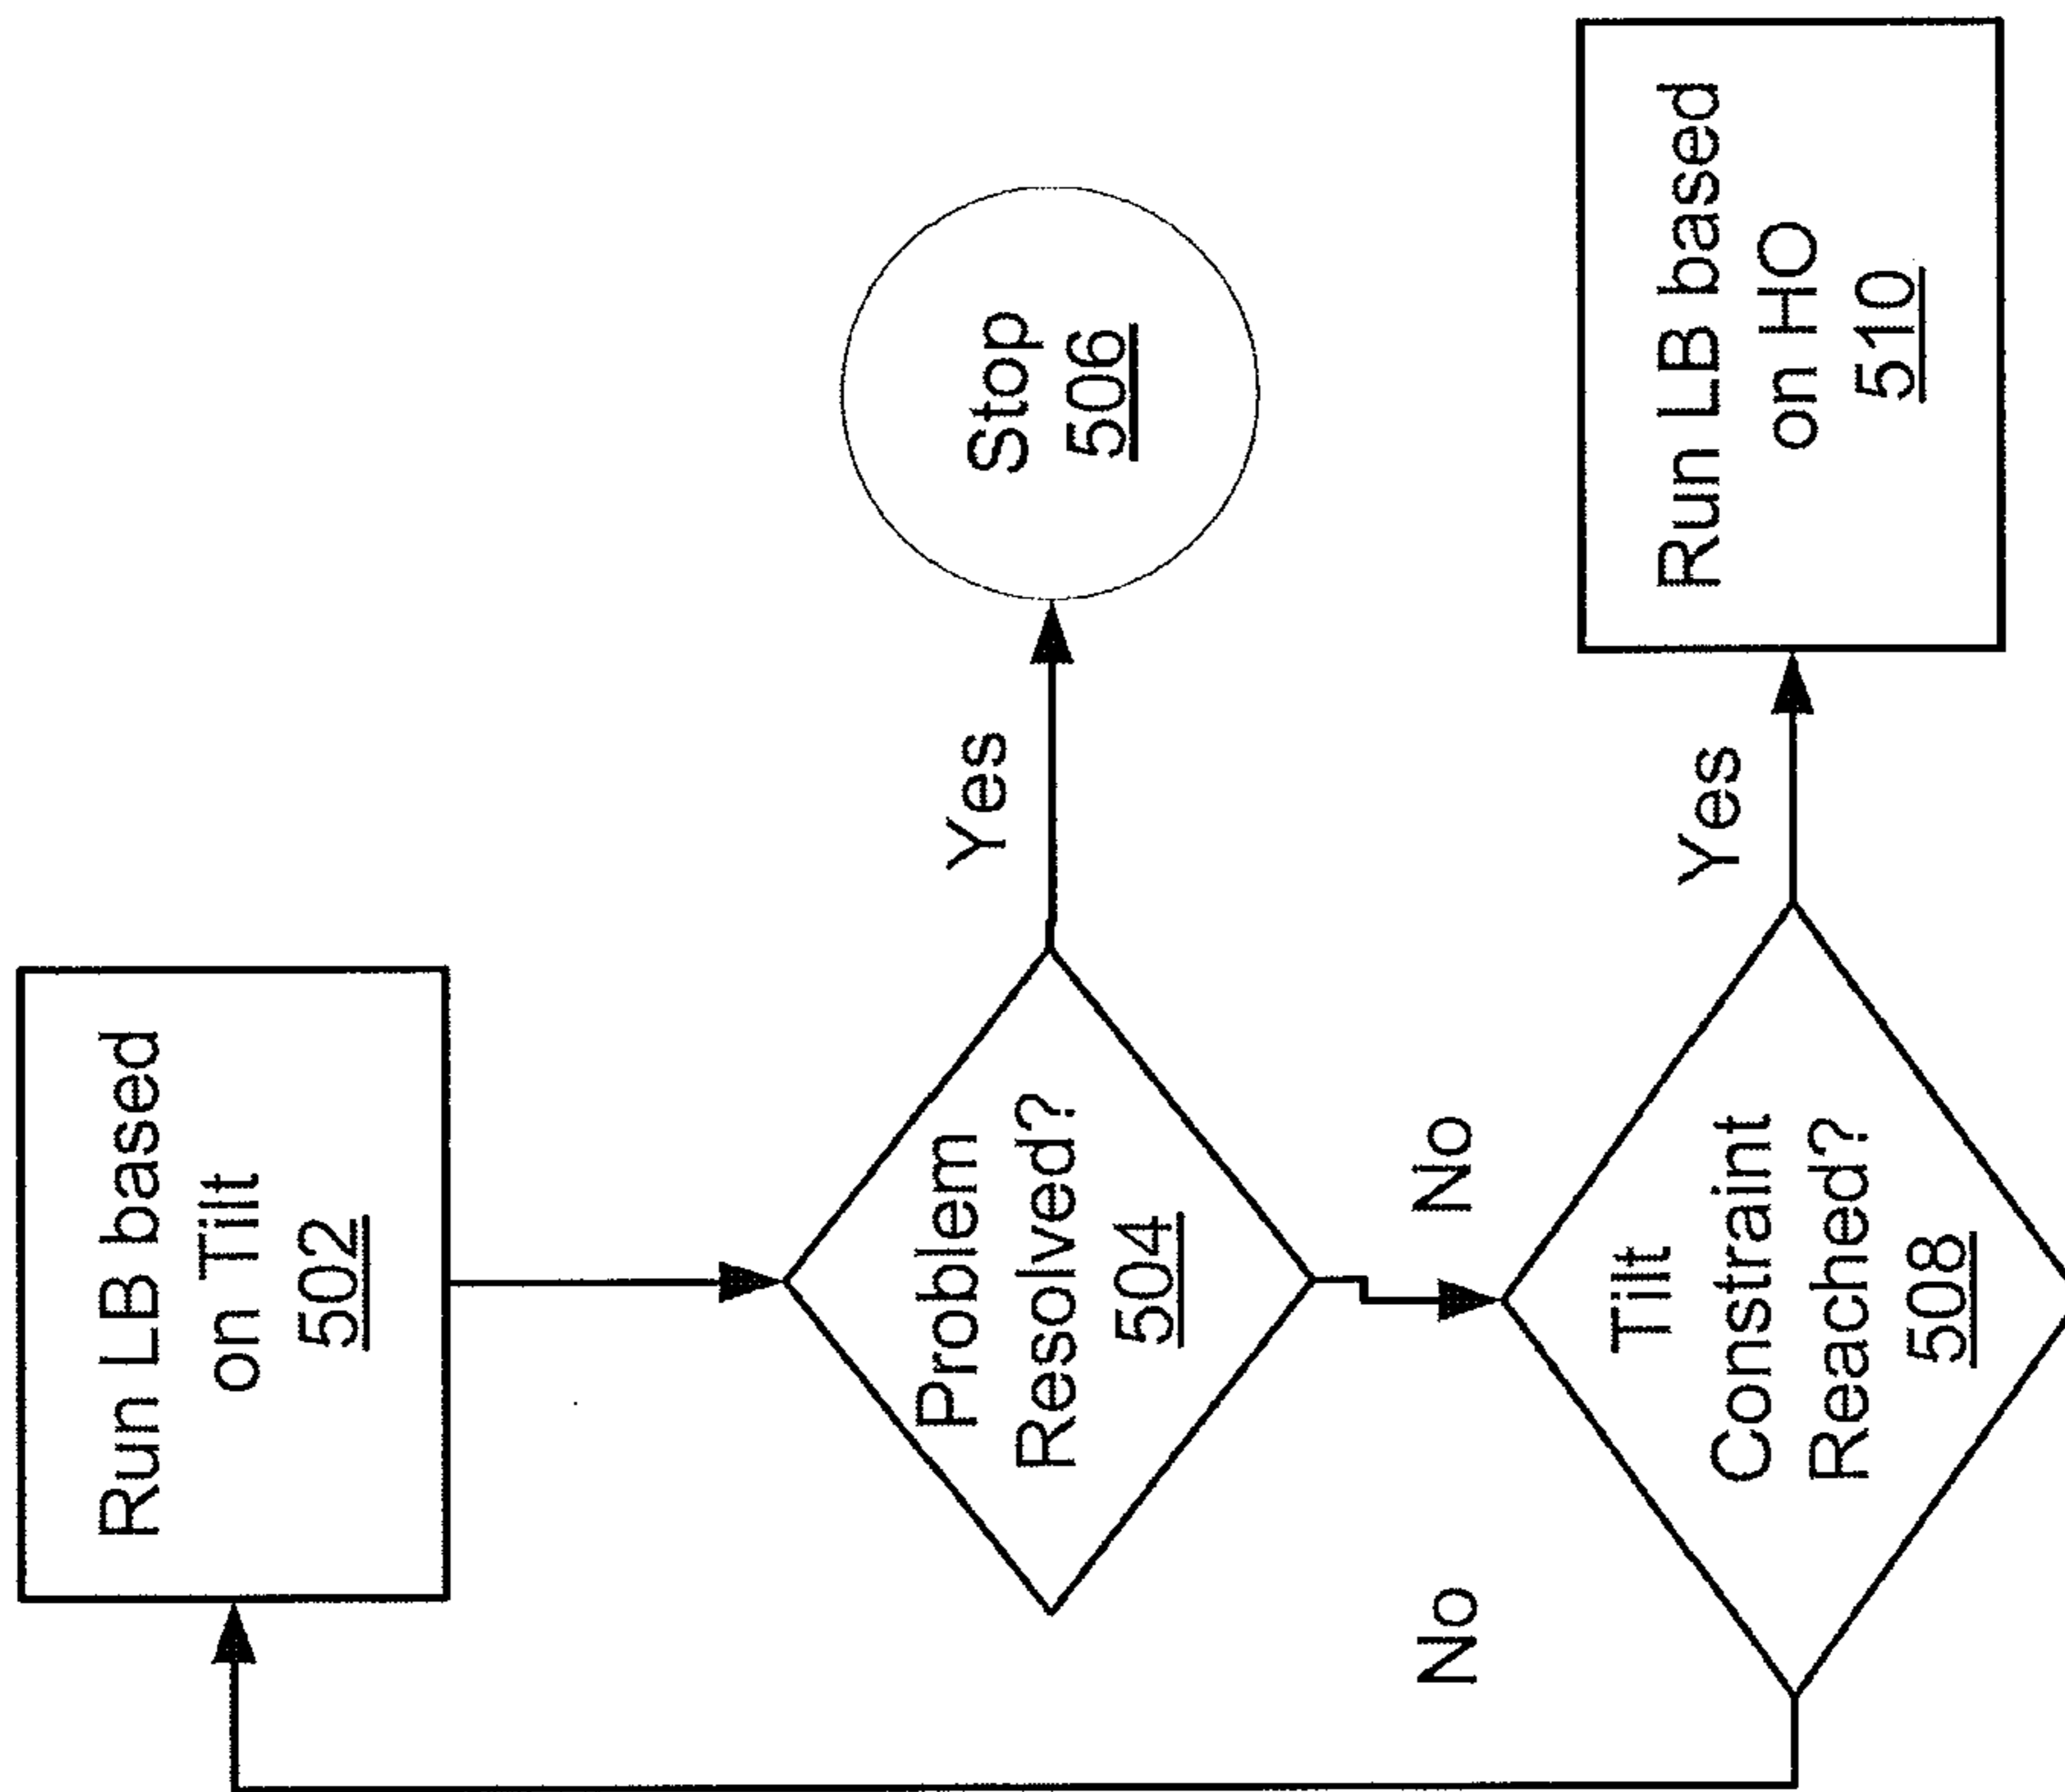 Run LB based
on Tilt
502
Problem
Resolved?
504
Yes
Stop
506
No
Tilt
Constraint
Reached?
508
No
Yes
Run LB based
on HO
510